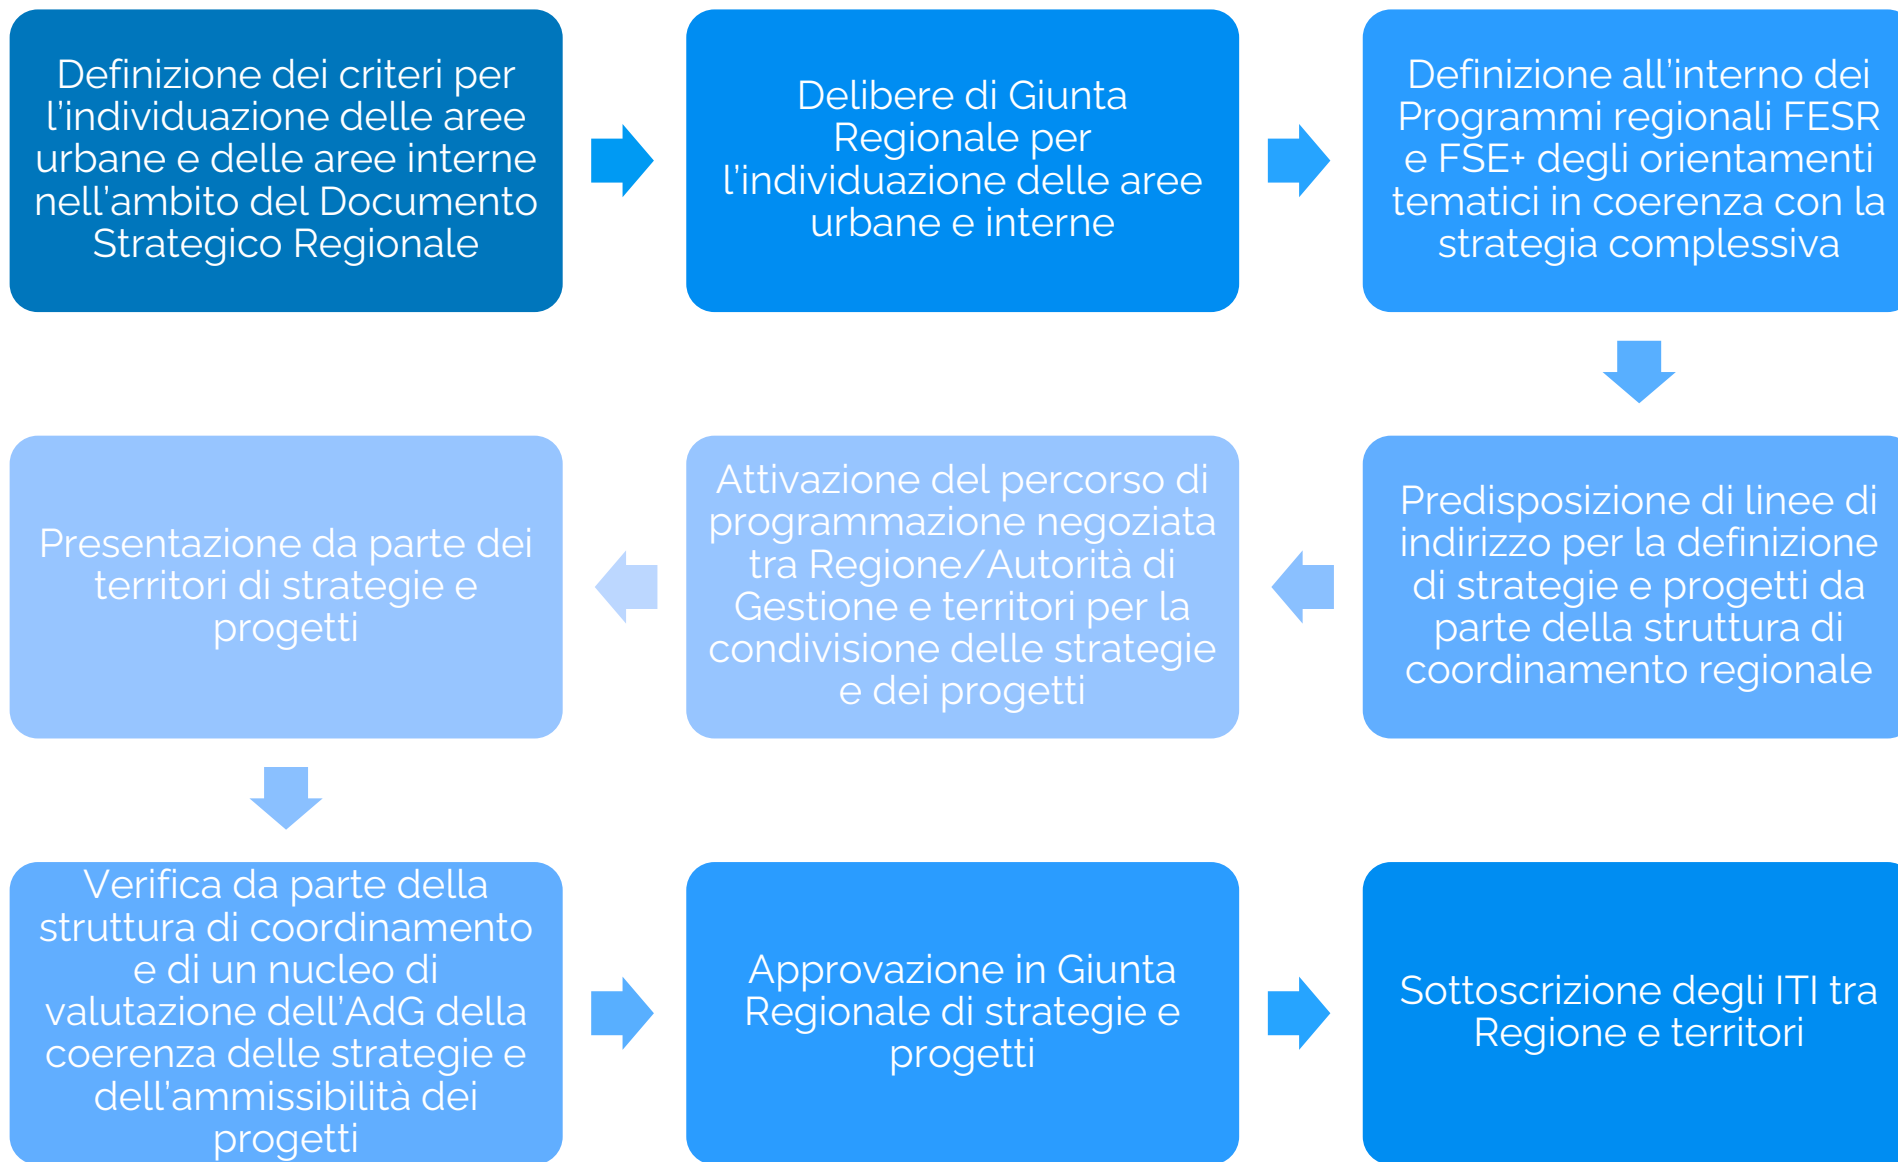 Definizione dei criteri per
l'individuazione delle aree
urbane e delle aree interne
nell'ambito del Documento
Strategico Regionale
Delibere di Giunta
Regionale per
l'individuazione delle aree
urbane e interne
Definizione all'interno dei
Programmi regionali FESR
e FSE+ degli orientamenti
tematici in coerenza con la
strategia complessiva
Predisposizione di linee di
indirizzo per la definizione
di strategie e progetti da
parte della struttura di
coordinamento regionale
Attivazione del percorso di
programmazione negoziata
tra Regione/Autorità di
Gestione e territori per la
condivisione delle strategie
e dei progetti
Presentazione da parte dei
territori di strategie e
progetti
Verifica da parte della
struttura di coordinamento
e di un nucleo di
valutazione dell'AdG della
coerenza delle strategie e
dell'ammissibilità dei
progetti
Approvazione in Giunta
Regionale di strategie e
progetti
Sottoscrizione degli ITI tra
Regione e territori